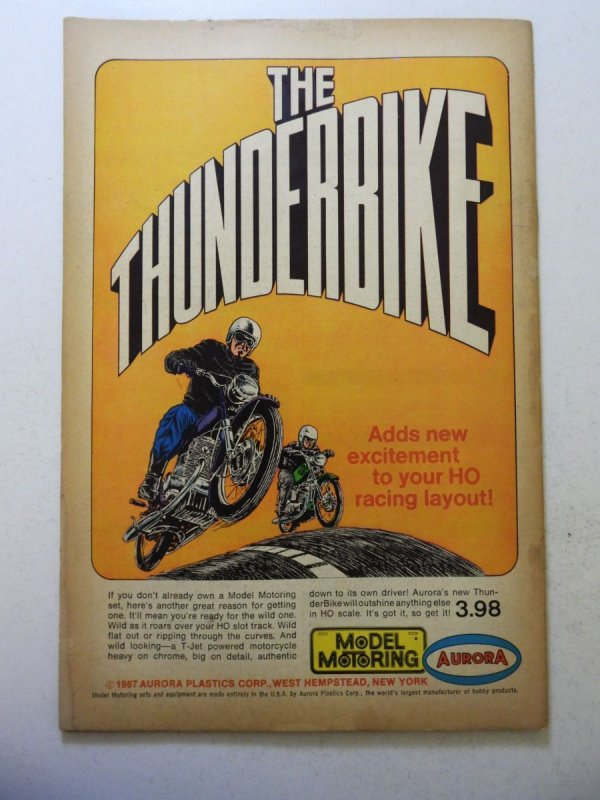 THE
THUNDERBIKE
Adds new
excitement
to your HO
racing layout!
If you don't already own a Model Motoring
set, here's another great reason for getting
one. It'll mean you're ready for the wild one.
Wild as it roars over your HO slot track. Wild
flat out or ripping through the curves. And
wild looking—a T-Jet powered motorcycle
heavy on chrome, big on detail, authentic
down to its own driver! Aurora's new Thun-
derBike will outshine anything else
in HO scale. It's got it, so get it! 3.98
MODEL
MOTORING
AURORA
© 1967 AURORA PLASTICS CORP., WEST HEMPSTEAD, NEW YORK
Model Motoring sets and equipment are made entirely in the U.S.A. by Aurora Plastics Corp., the world's largest manufacturer of hobby products.